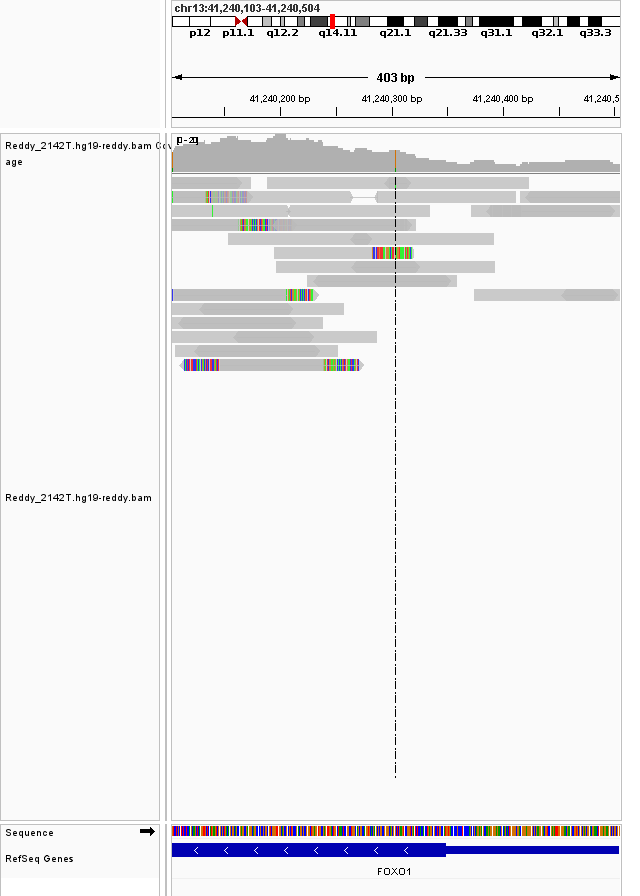 chr13:41,240,103-41,240,504
p12 p11.1 q12.2 q14.11 q21.1 q21.33 q31.1 q32.1 q33.3
403 bp
41,240,200 bp 41,240,300 bp 41,240,400 bp 41,240,5
[0-20]
Reddy_2142T.hg19-reddy.bam Cov
age
Reddy_2142T.hg19-reddy.bam
Sequence
RefSeq Genes
FOXO1